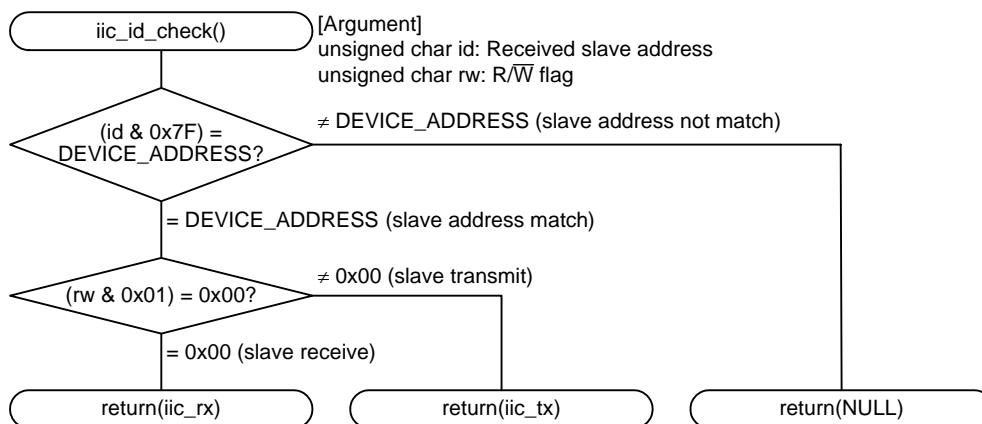 iic_id_check()
[Argument]
unsigned char id: Received slave address
unsigned char rw: R/W̅ flag
(id & 0x7F) =
DEVICE_ADDRESS?
≠ DEVICE_ADDRESS (slave address not match)
= DEVICE_ADDRESS (slave address match)
≠ 0x00 (slave transmit)
(rw & 0x01) = 0x00?
= 0x00 (slave receive)
return(iic_rx)
return(iic_tx)
return(NULL)